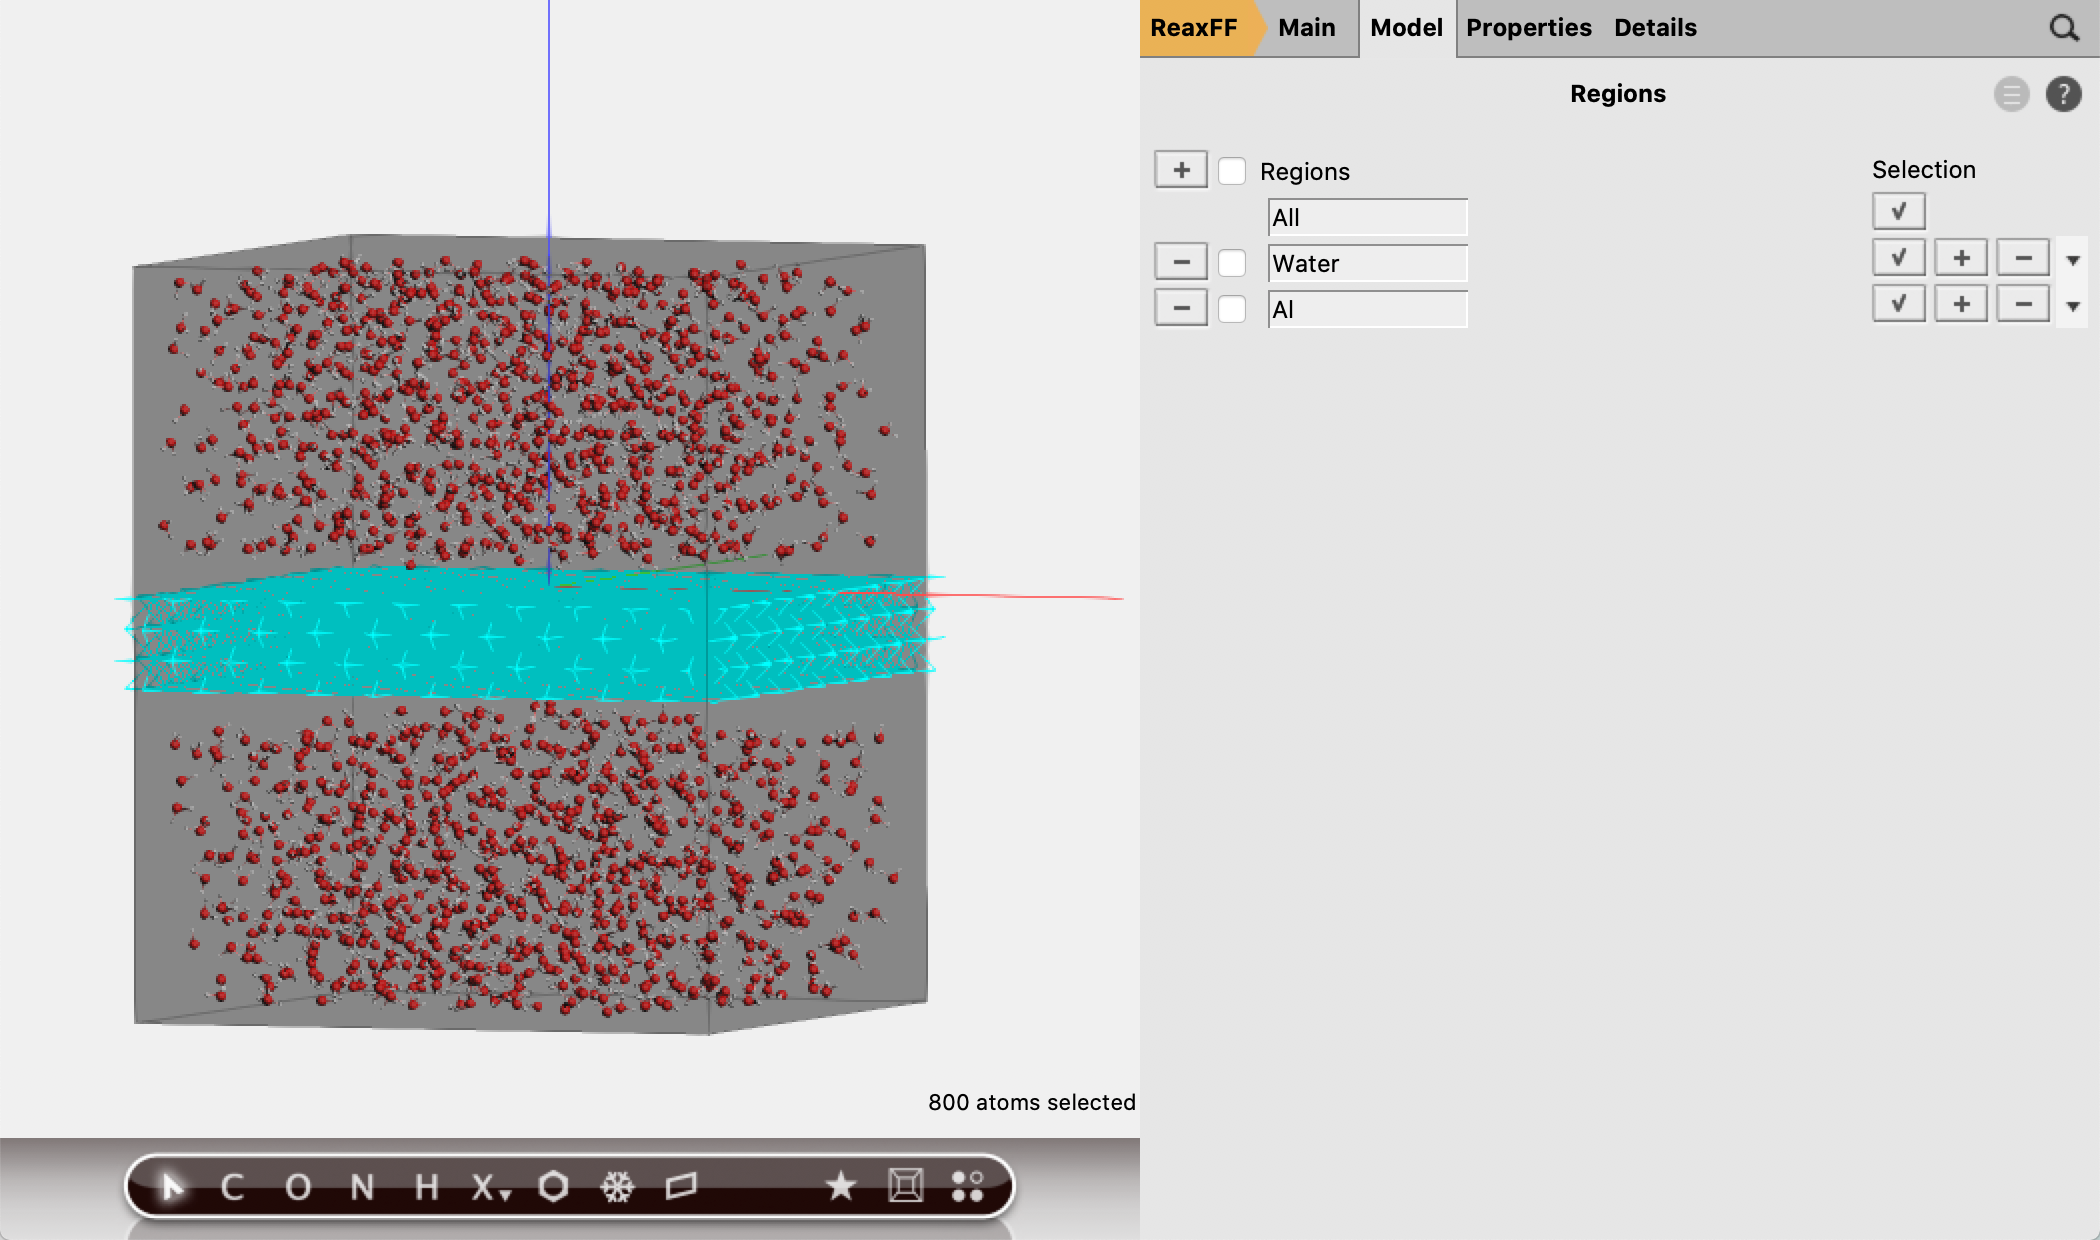 ReaxFF Main Model Properties Details
Regions
Regions
Selection
All
Water
Al
800 atoms selected
C O N H X